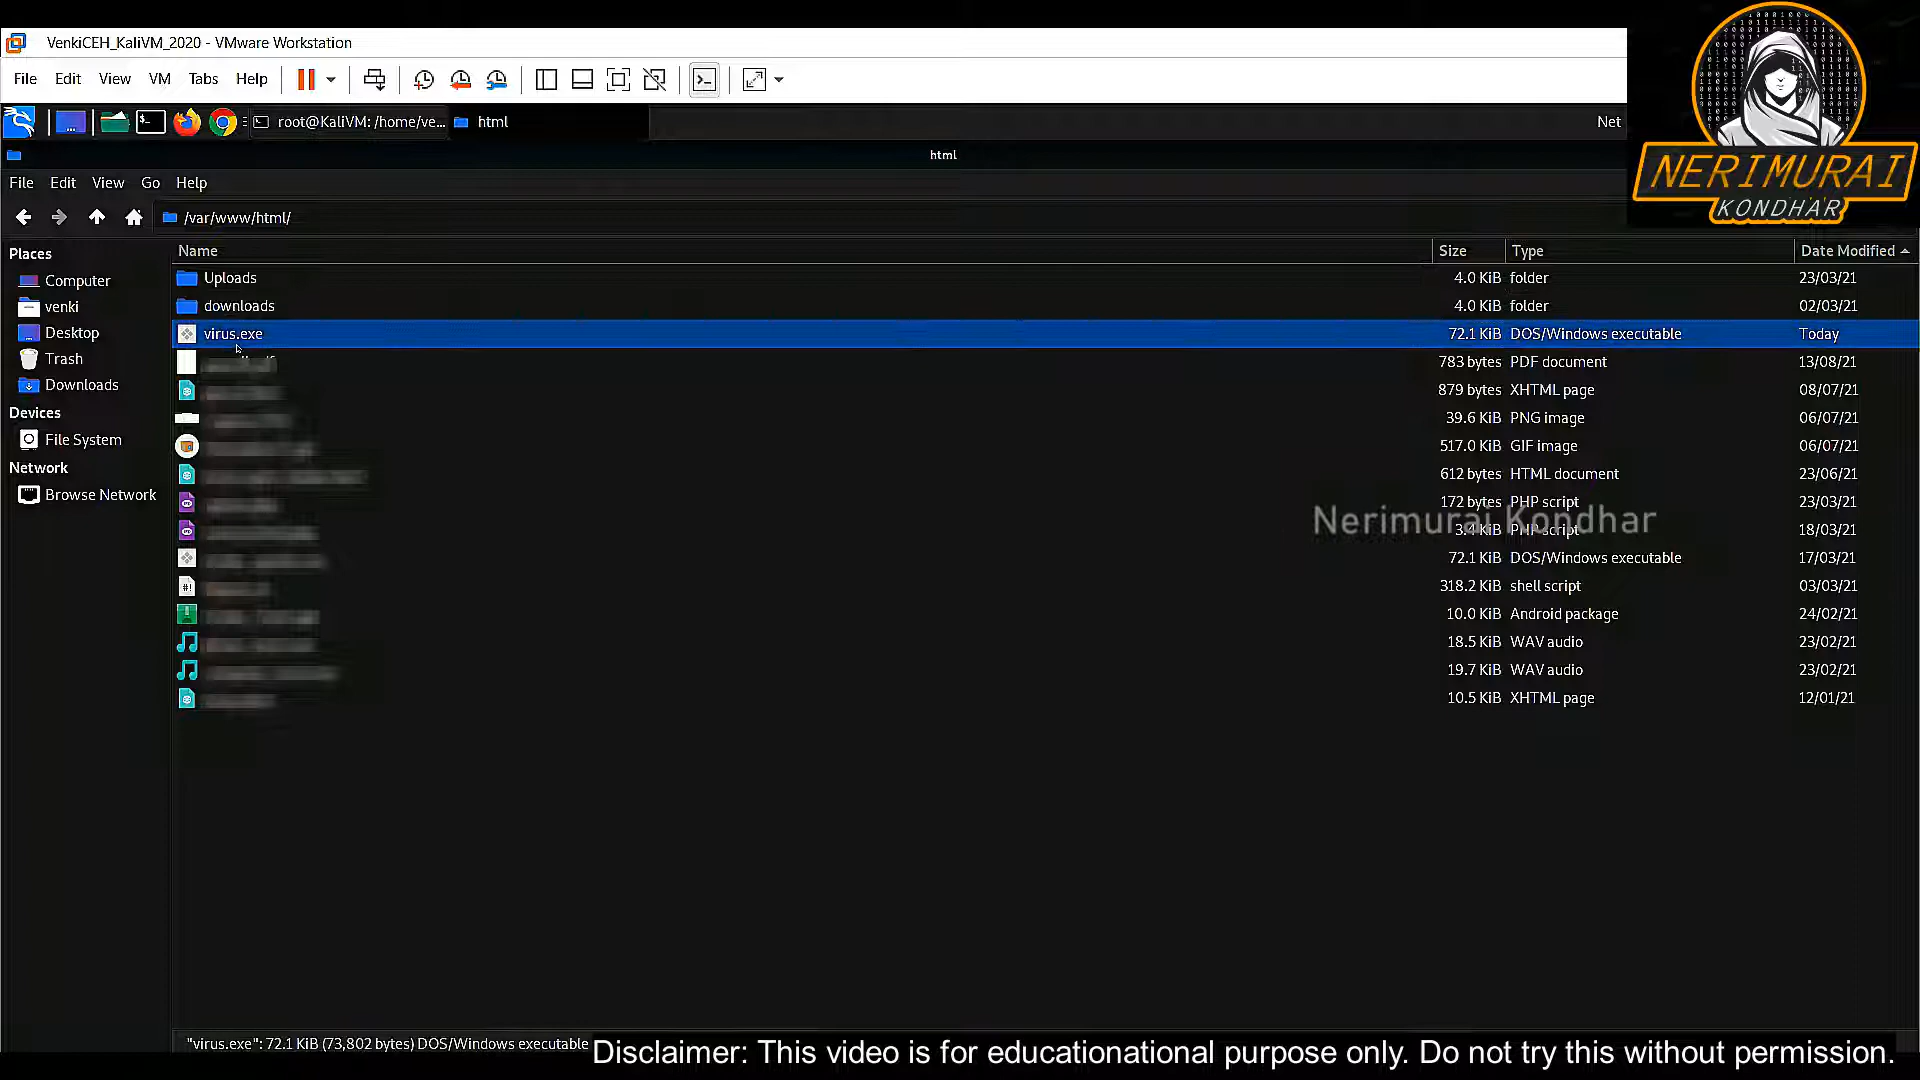 VenkiCEH_KaliVM_2020 - VMware Workstation
File Edit View VM Tabs Help
root@KaliVM: /home/ve... html Net
html
File Edit View Go Help
/var/www/html/
NERIMURAI
KONDHAR
Places
Computer
venki
Desktop
Trash
Downloads
Devices
File System
Network
Browse Network
Name Size Type Date Modified
Uploads 4.0 KiB folder 23/03/21
downloads 4.0 KiB folder 02/03/21
virus.exe 72.1 KiB DOS/Windows executable Today
783 bytes PDF document 13/08/21
879 bytes XHTML page 08/07/21
39.6 KiB PNG image 06/07/21
517.0 KiB GIF image 06/07/21
612 bytes HTML document 23/06/21
172 bytes PHP script 23/03/21
Nerimurai Kondhar
3.4 KiB PHP script 18/03/21
72.1 KiB DOS/Windows executable 17/03/21
318.2 KiB shell script 03/03/21
10.0 KiB Android package 24/02/21
18.5 KiB WAV audio 23/02/21
19.7 KiB WAV audio 23/02/21
10.5 KiB XHTML page 12/01/21
"virus.exe": 72.1 KiB (73,802 bytes) DOS/Windows executable
Disclaimer: This video is for educationational purpose only. Do not try this without permission.